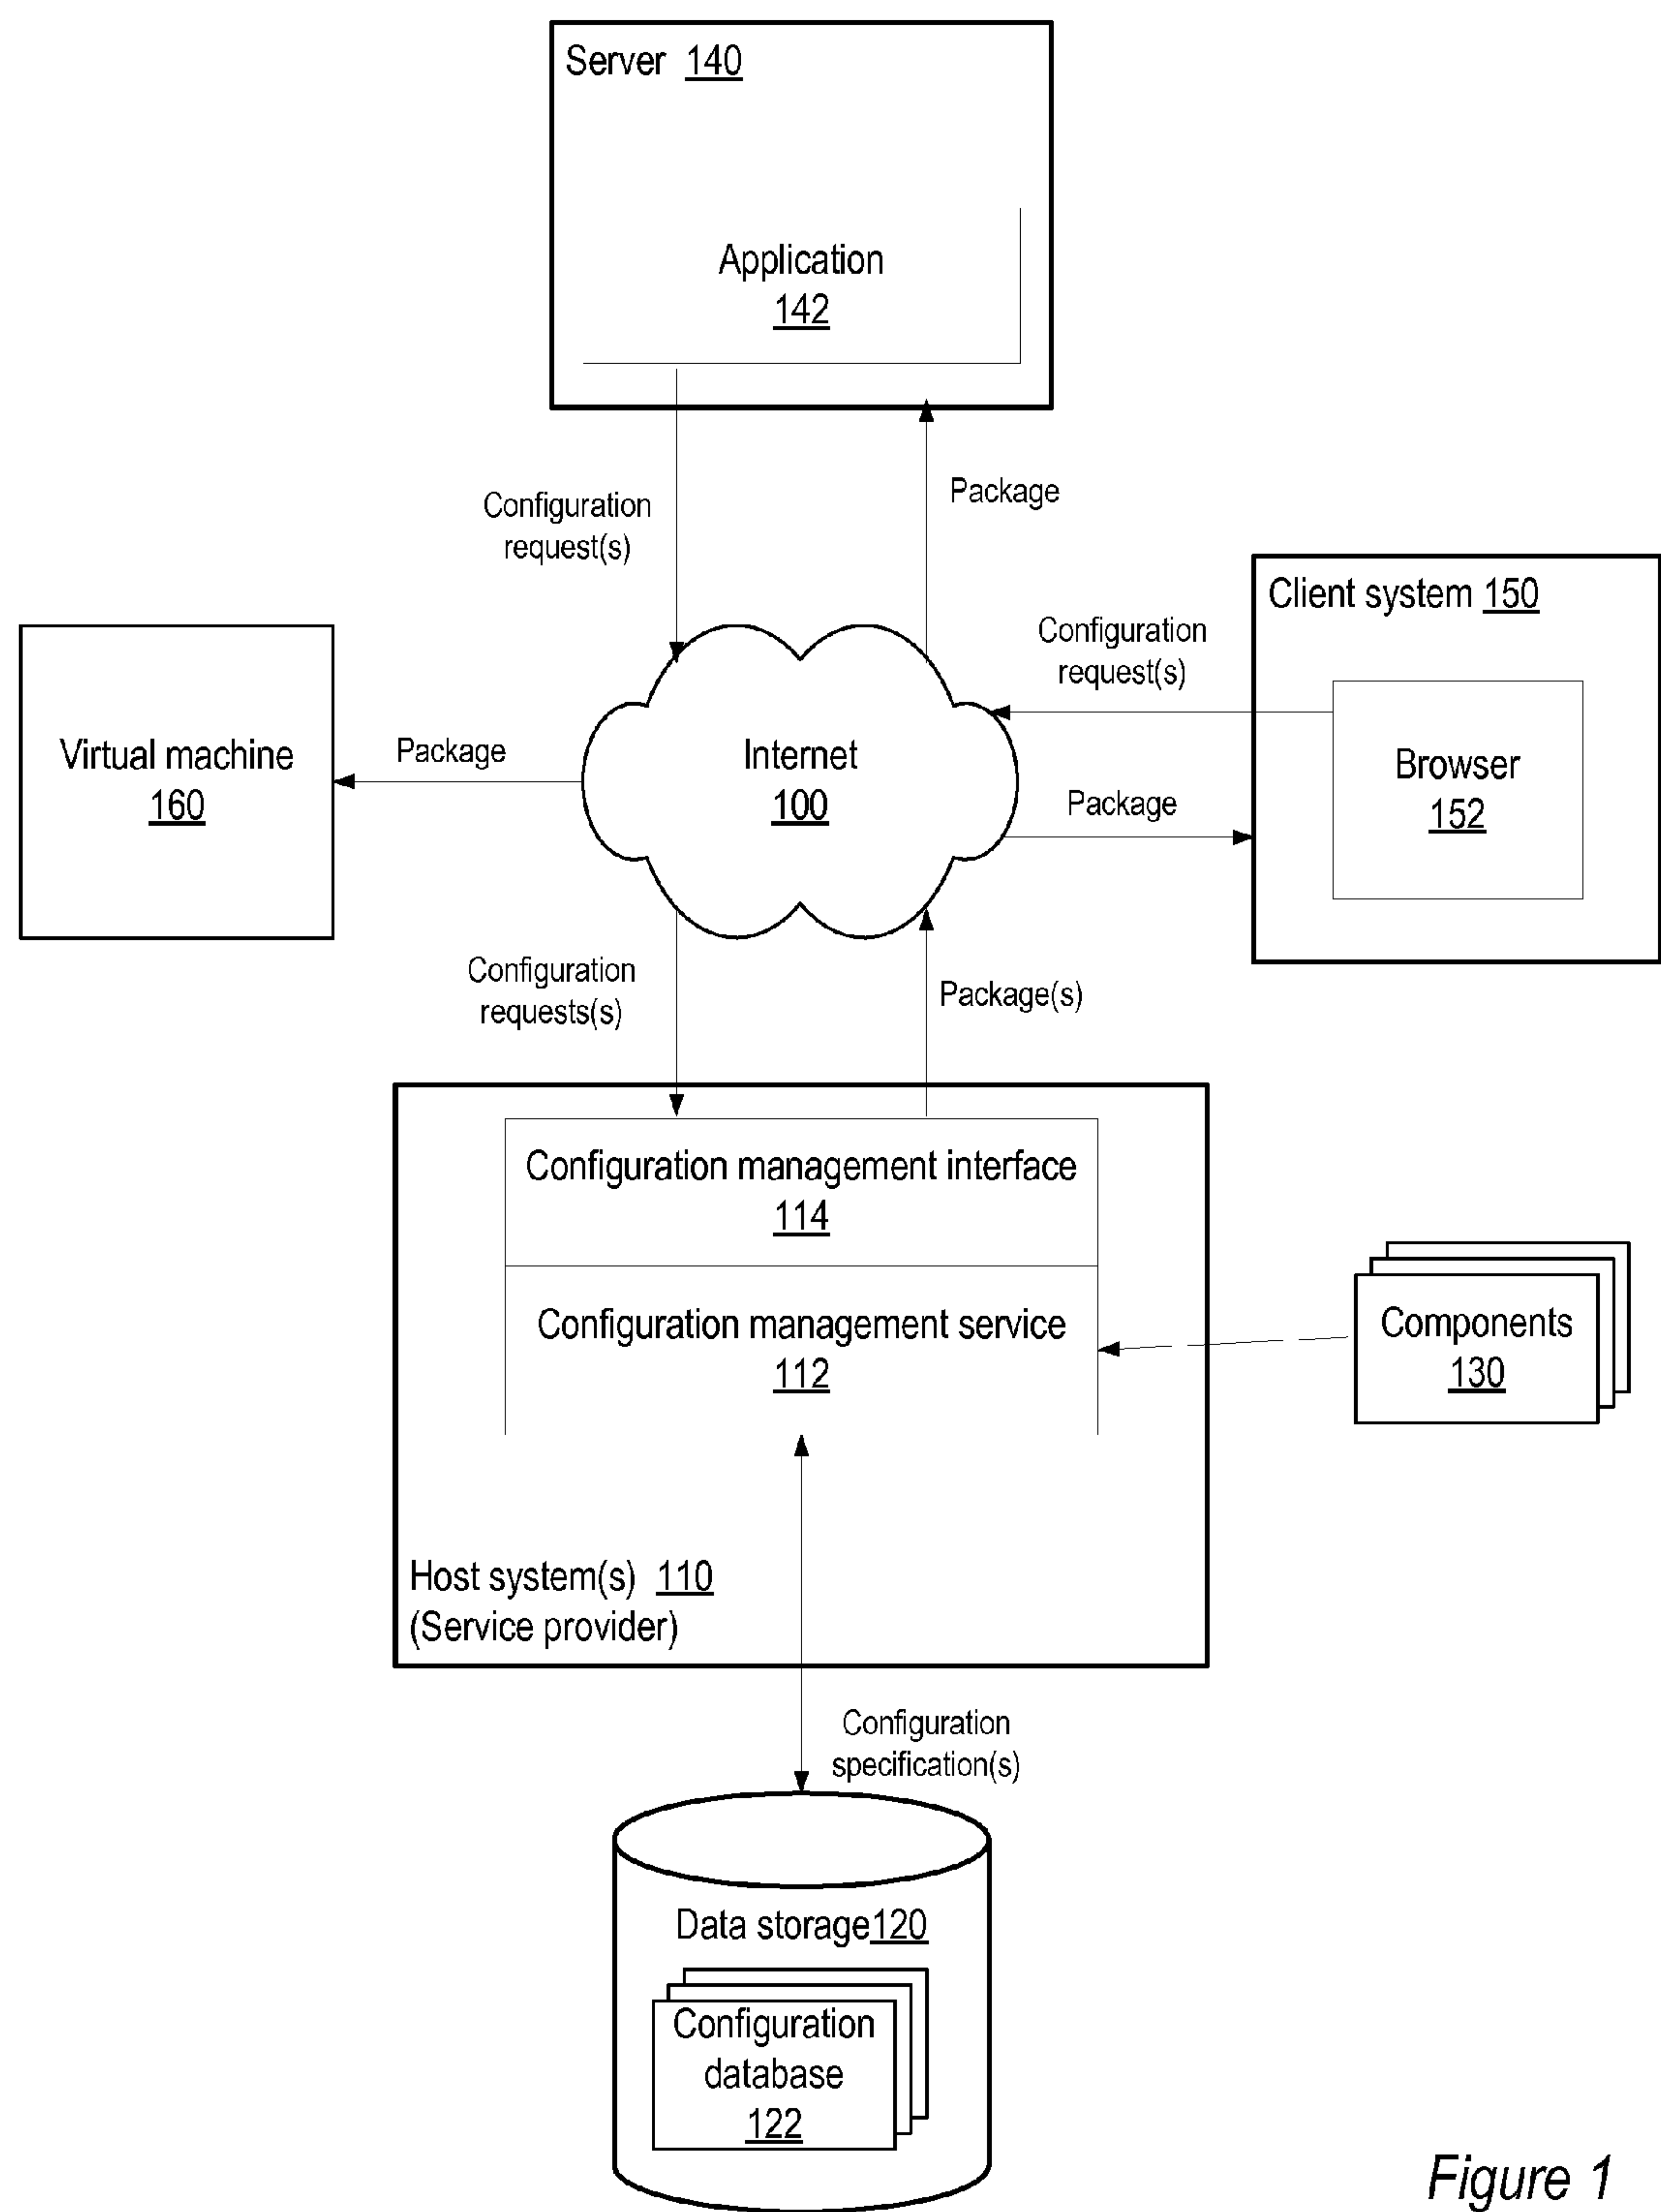 Server 140
Application
142
Configuration
request(s)
Package
Client system 150
Configuration
request(s)
Browser
152
Virtual machine
160
Package
Internet
100
Package
Configuration
requests(s)
Package(s)
Configuration management interface
114
Configuration management service
112
Components
130
Host system(s) 110
(Service provider)
Configuration
specification(s)
Data storage120
Configuration
database
122
Figure 1